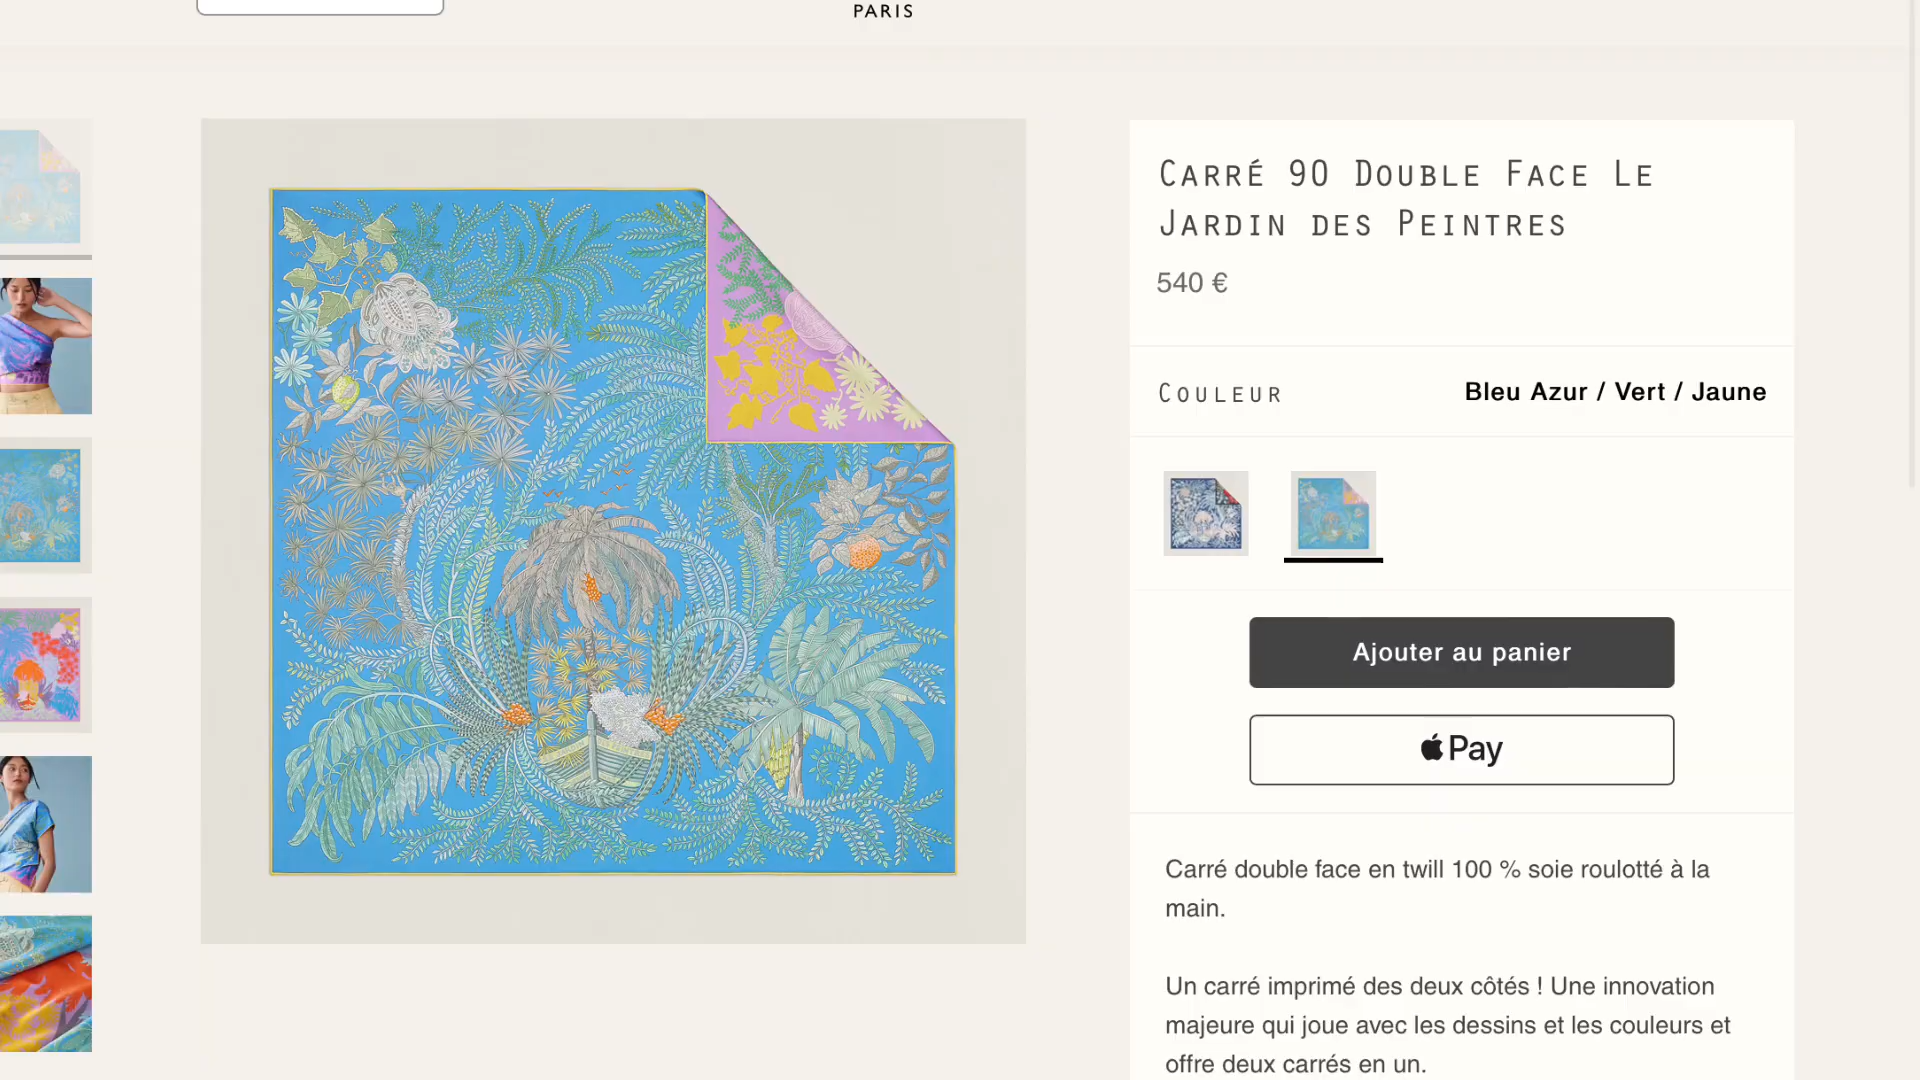 PARIS
CARRÉ 90 DOUBLE FACE LE
JARDIN DES PEINTRES
540 €
COULEUR
Bleu Azur / Vert / Jaune
Ajouter au panier
Pay
Carré double face en twill 100 % soie roulotté à la
main.
Un carré imprimé des deux côtés ! Une innovation
majeure qui joue avec les dessins et les couleurs et
offre deux carrés en un.